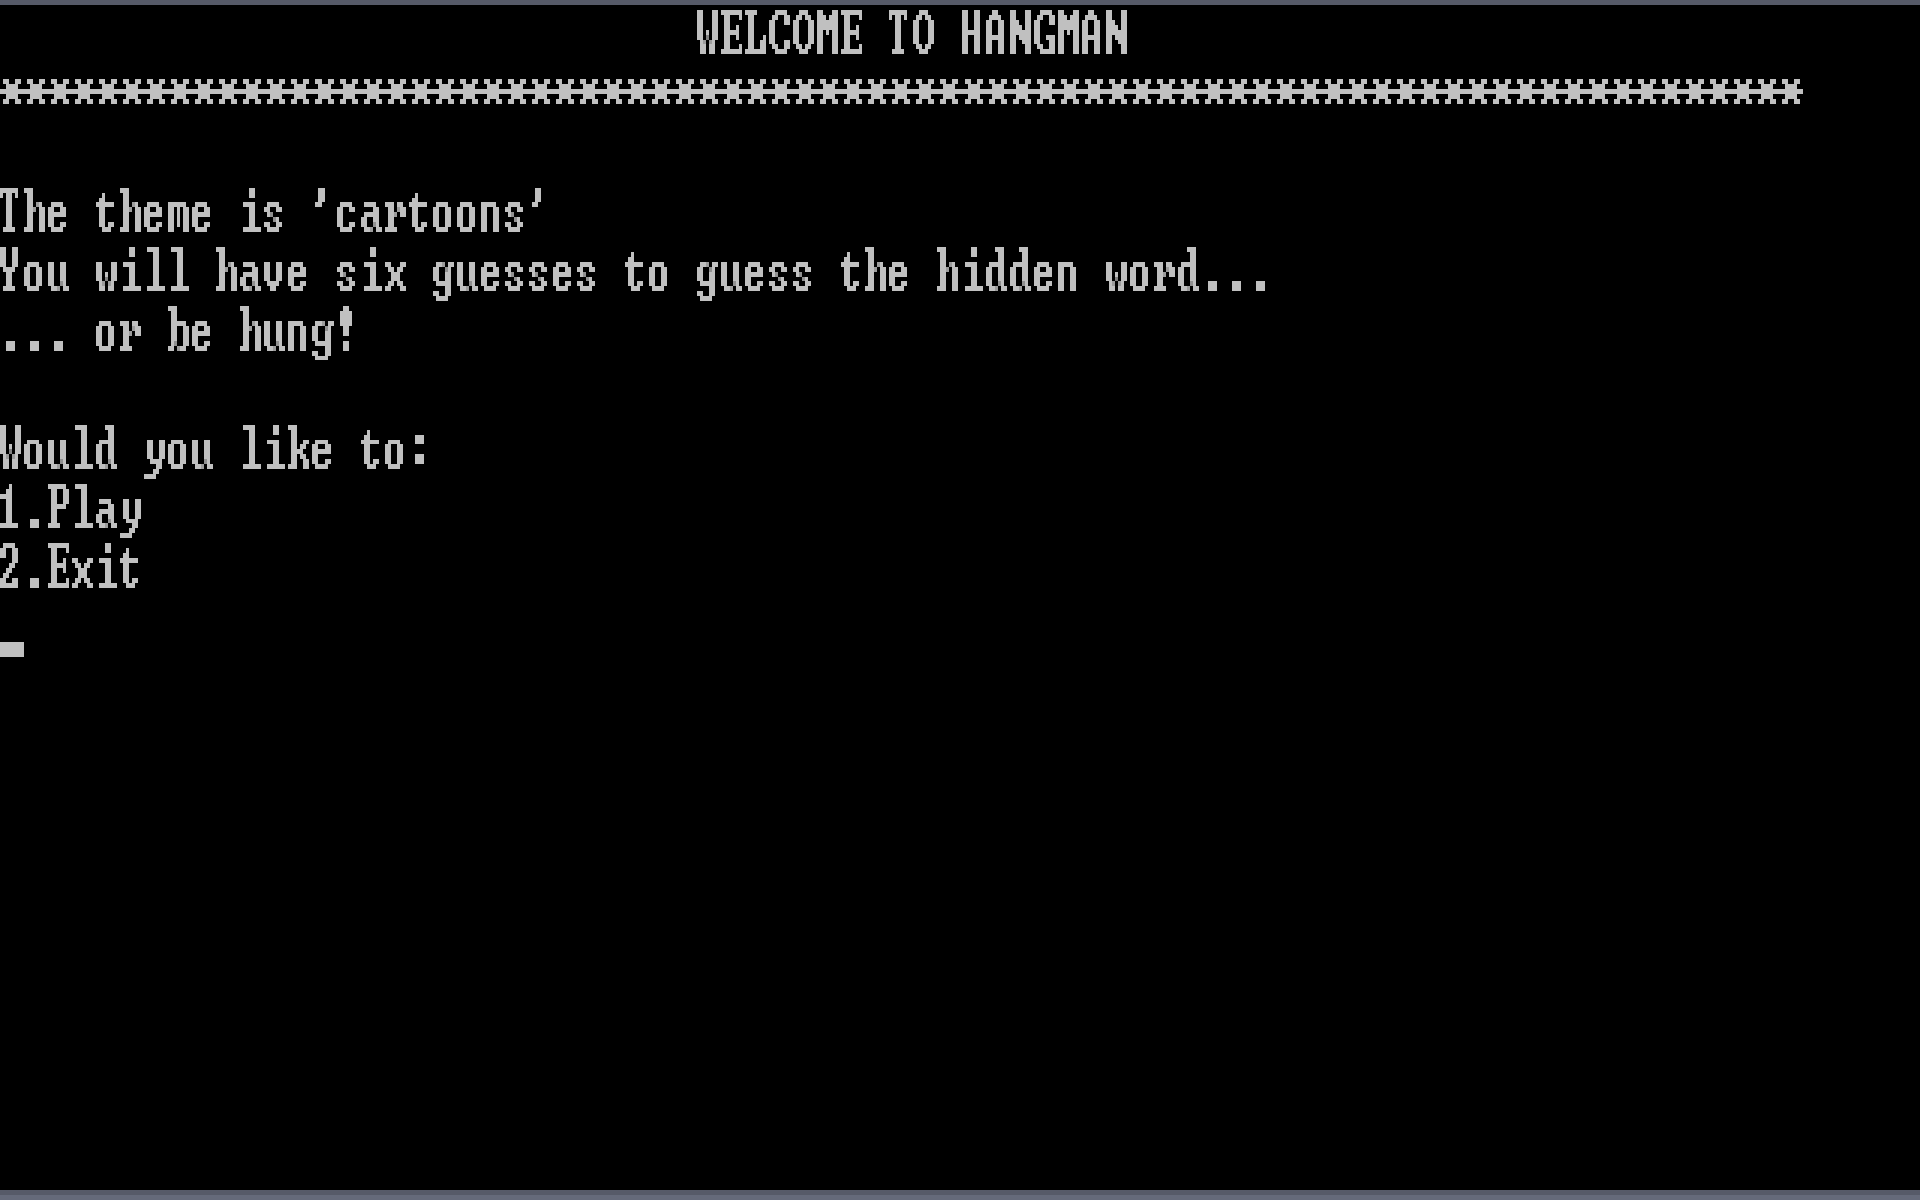 WELCOME TO HANGMAN
***************************************************************************
The theme is 'cartoons'
You will have six guesses to guess the hidden word...
... or be hung!
Would you like to:
1.Play
2.Exit